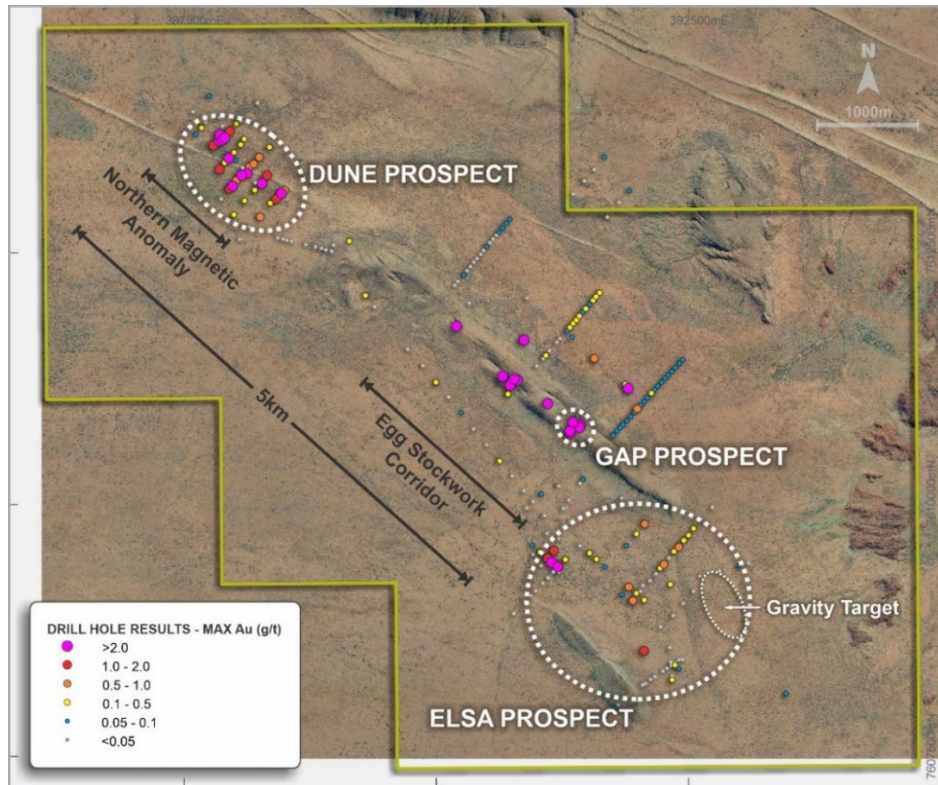 387500mE
392500mE
N
1000m
DUNE PROSPECT
Northern Magnetic
Anomaly
5km
Egg Stockwork
Corridor
GAP PROSPECT
Gravity Target
ELSA PROSPECT
DRILL HOLE RESULTS - MAX Au (g/t)
>2.0
1.0 - 2.0
0.5 - 1.0
0.1 - 0.5
0.05 - 0.1
<0.05